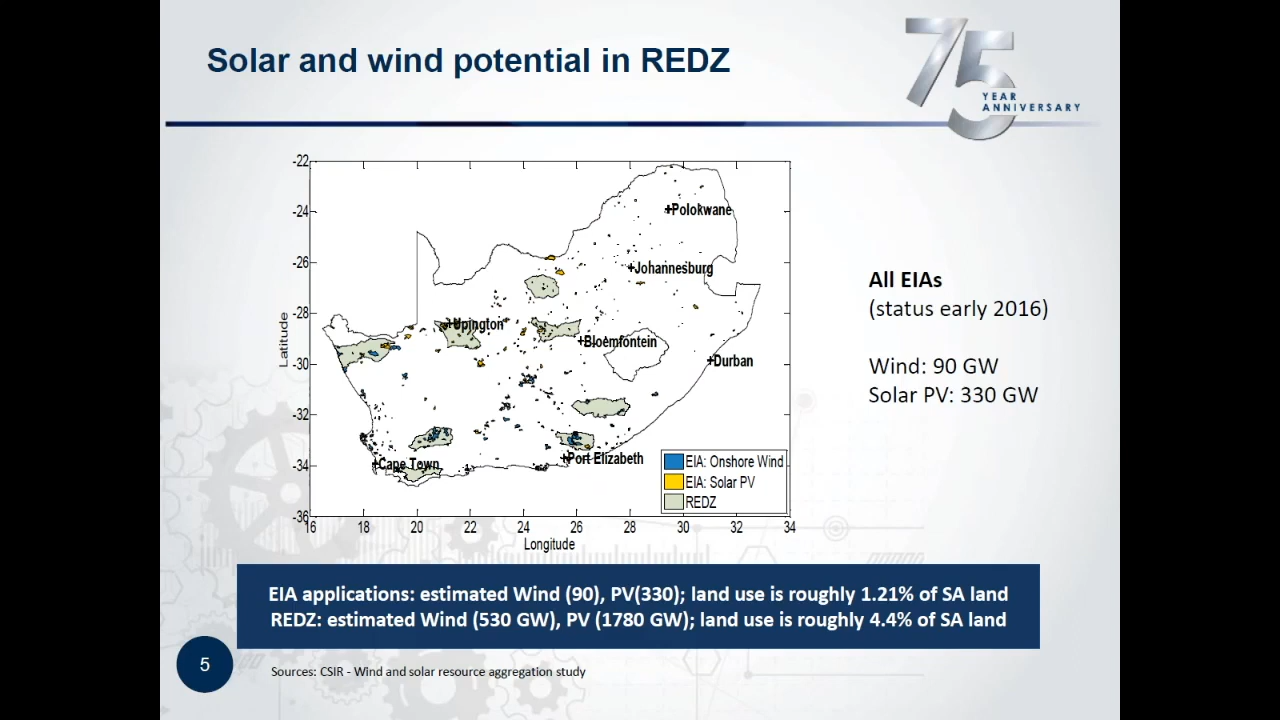 Solar and wind potential in REDZ
75
YEAR
ANNIVERSARY
-22
-24
-26
-28
-30
-32
-34
-36
Latitude
16 18 20 22 24 26 28 30 32 34
Longitude
+Polokwane
+Johannesburg
+Upington
+Bloemfontein
+Durban
+Cape Town
+Port Elizabeth
EIA: Onshore Wind
EIA: Solar PV
REDZ
All EIAs
(status early 2016)
Wind: 90 GW
Solar PV: 330 GW
EIA applications: estimated Wind (90), PV(330); land use is roughly 1.21% of SA land
REDZ: estimated Wind (530 GW), PV (1780 GW); land use is roughly 4.4% of SA land
5
Sources: CSIR - Wind and solar resource aggregation study